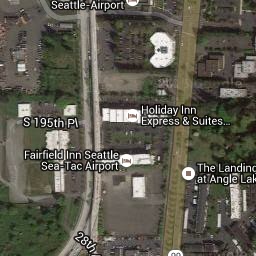 Seattle-Airport
Holiday Inn
Express & Suites...
S 195th Pl
Fairfield Inn Seattle
Sea-Tac Airport
The Landing
at Angle Lak
28th
99